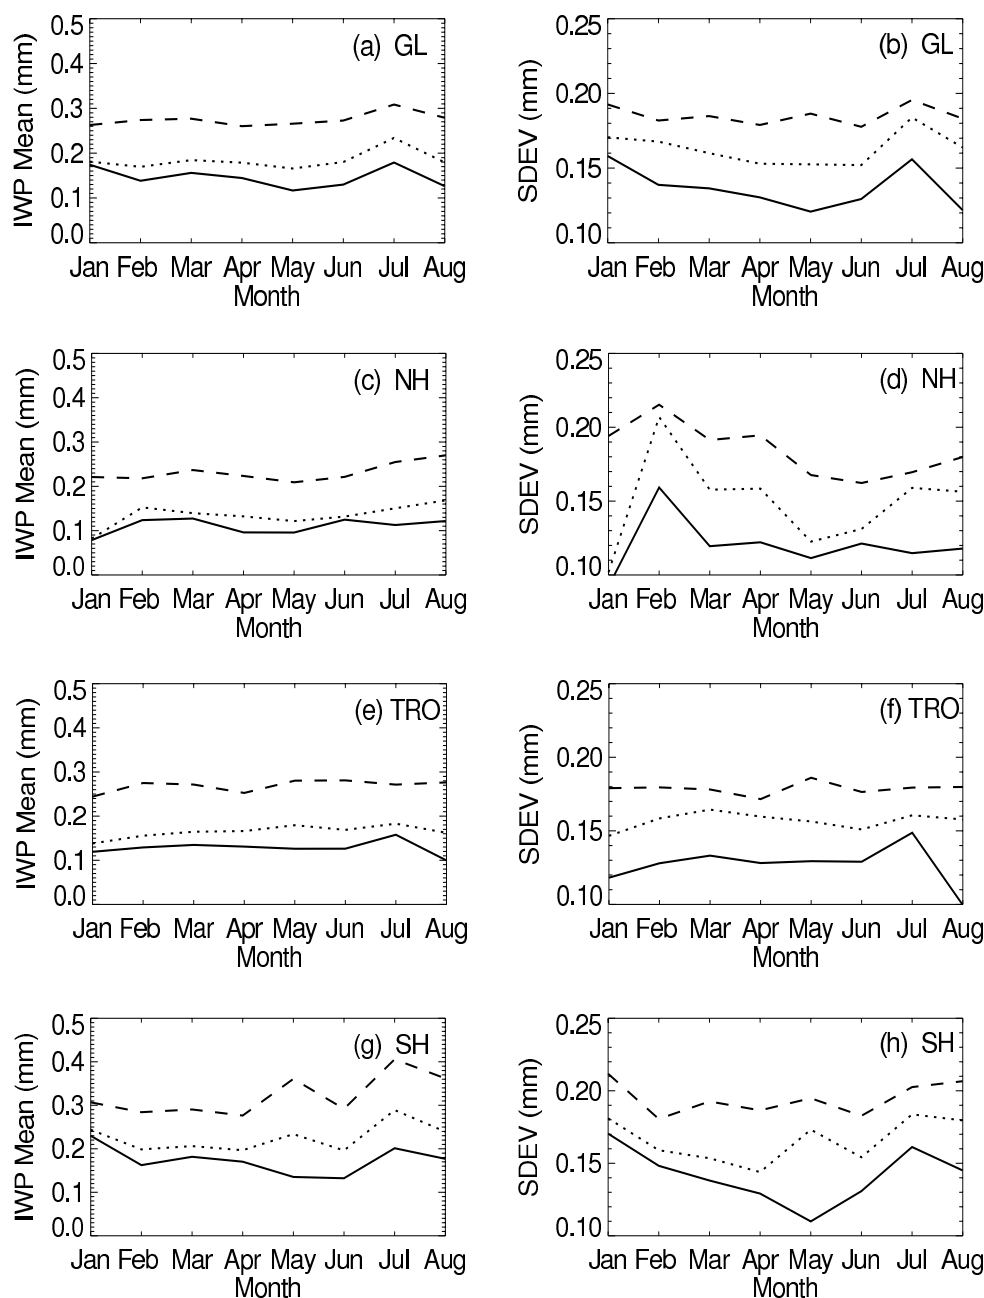 (a) GL
IWP Mean (mm)
0.5
0.4
0.3
0.2
0.1
0.0
Jan Feb Mar Apr May Jun Jul Aug
Month
(b) GL
SDEV (mm)
0.25
0.20
0.15
0.10
Jan Feb Mar Apr May Jun Jul Aug
Month
(c) NH
IWP Mean (mm)
0.5
0.4
0.3
0.2
0.1
0.0
Jan Feb Mar Apr May Jun Jul Aug
Month
(d) NH
SDEV (mm)
0.25
0.20
0.15
0.10
Jan Feb Mar Apr May Jun Jul Aug
Month
(e) TRO
IWP Mean (mm)
0.5
0.4
0.3
0.2
0.1
0.0
Jan Feb Mar Apr May Jun Jul Aug
Month
(f) TRO
SDEV (mm)
0.25
0.20
0.15
0.10
Jan Feb Mar Apr May Jun Jul Aug
Month
(g) SH
IWP Mean (mm)
0.5
0.4
0.3
0.2
0.1
0.0
Jan Feb Mar Apr May Jun Jul Aug
Month
(h) SH
SDEV (mm)
0.25
0.20
0.15
0.10
Jan Feb Mar Apr May Jun Jul Aug
Month